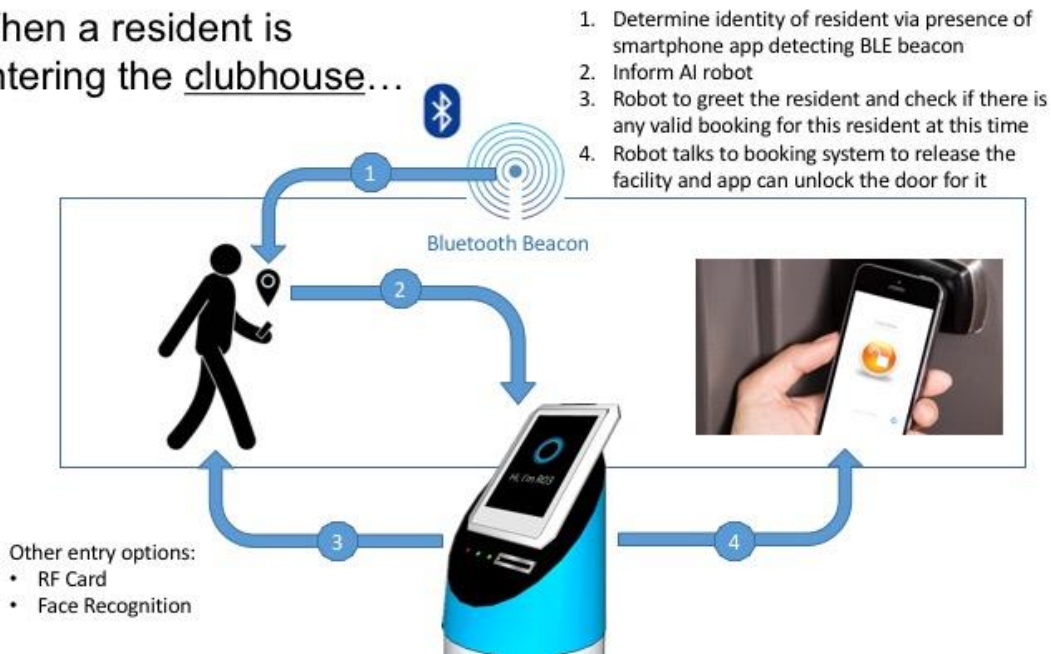 hen a resident is
ntering the clubhouse…
1. Determine identity of resident via presence of
smartphone app detecting BLE beacon
2. Inform AI robot
3. Robot to greet the resident and check if there is
any valid booking for this resident at this time
4. Robot talks to booking system to release the
facility and app can unlock the door for it
1
Bluetooth Beacon
2
Hi, I'm R03
3
4
Other entry options:
• RF Card
• Face Recognition